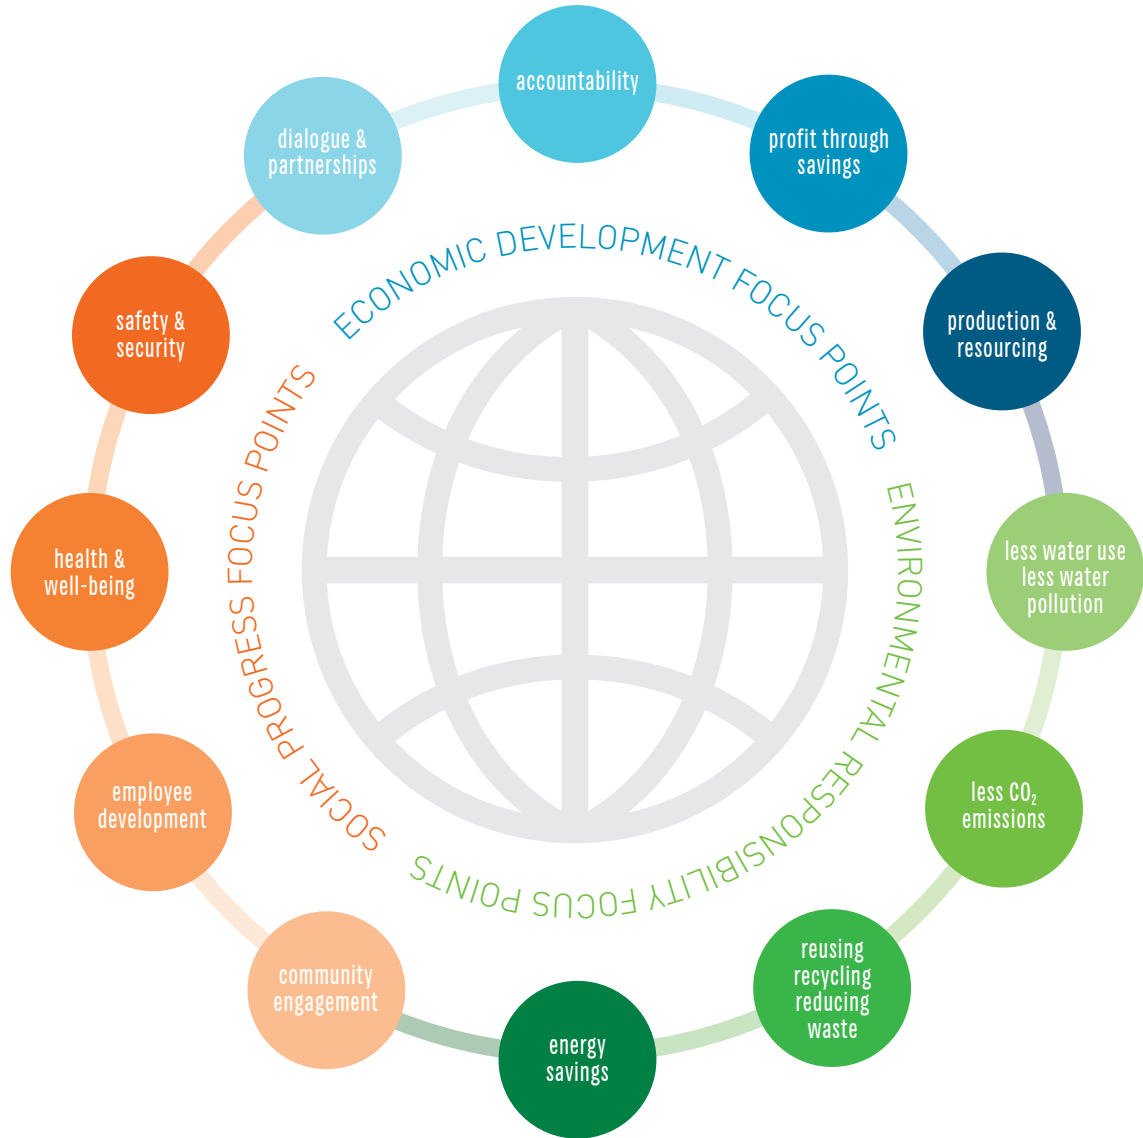 accountability
profit through
savings
production &
resourcing
less water use
less water
pollution
less CO₂
emissions
reusing
recycling
reducing
waste
energy
savings
community
engagement
employee
development
health &
well-being
safety &
security
dialogue &
partnerships
ECONOMIC DEVELOPMENT FOCUS POINTS
ENVIRONMENTAL RESPONSIBILITY FOCUS POINTS
SOCIAL PROGRESS FOCUS POINTS